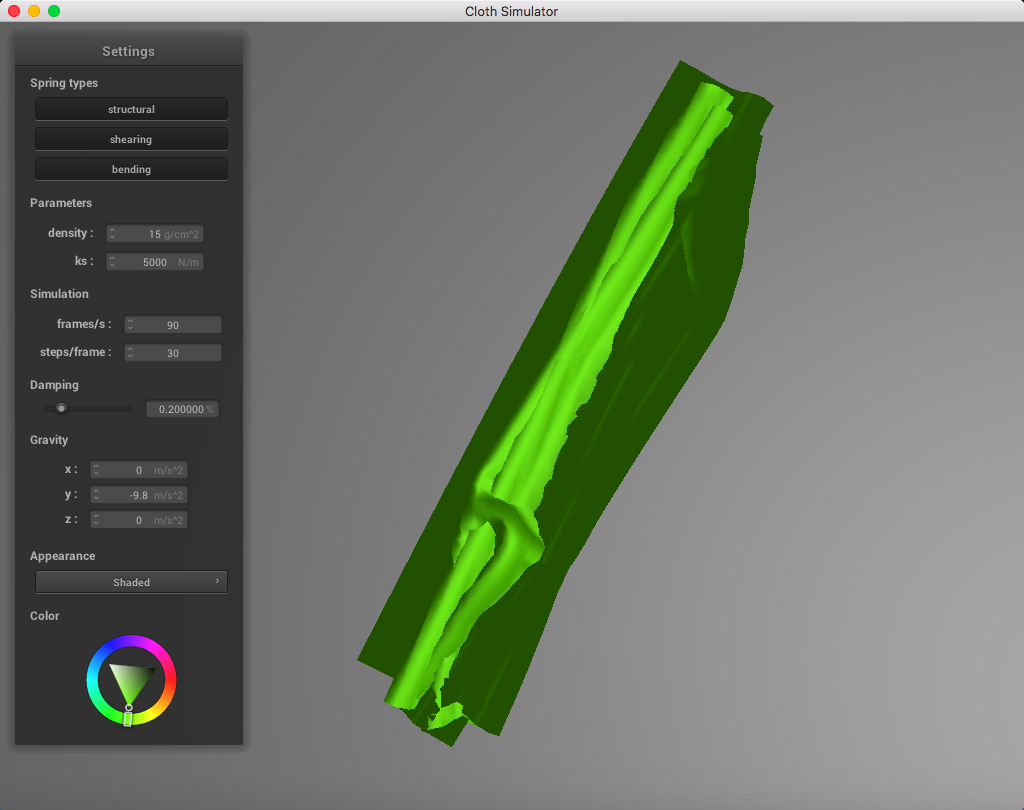 Cloth Simulator
Settings
Spring types
structural
shearing
bending
Parameters
density : 15 g/cm^2
ks : 5000 N/m
Simulation
frames/s : 90
steps/frame : 30
Damping
0.200000 %
Gravity
x : 0 m/s^2
y : -9.8 m/s^2
z : 0 m/s^2
Appearance
Shaded
Color